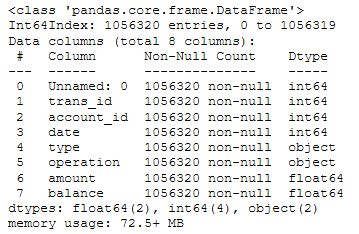 <class 'pandas.core.frame.DataFrame'>
Int64Index: 1056320 entries, 0 to 1056319
Data columns (total 8 columns):
 #   Column      Non-Null Count    Dtype
---  ------      --------------    -----
 0   Unnamed: 0  1056320 non-null  int64
 1   trans_id    1056320 non-null  int64
 2   account_id  1056320 non-null  int64
 3   date        1056320 non-null  int64
 4   type        1056320 non-null  object
 5   operation   1056320 non-null  object
 6   amount      1056320 non-null  float64
 7   balance     1056320 non-null  float64
dtypes: float64(2), int64(4), object(2)
memory usage: 72.5+ MB